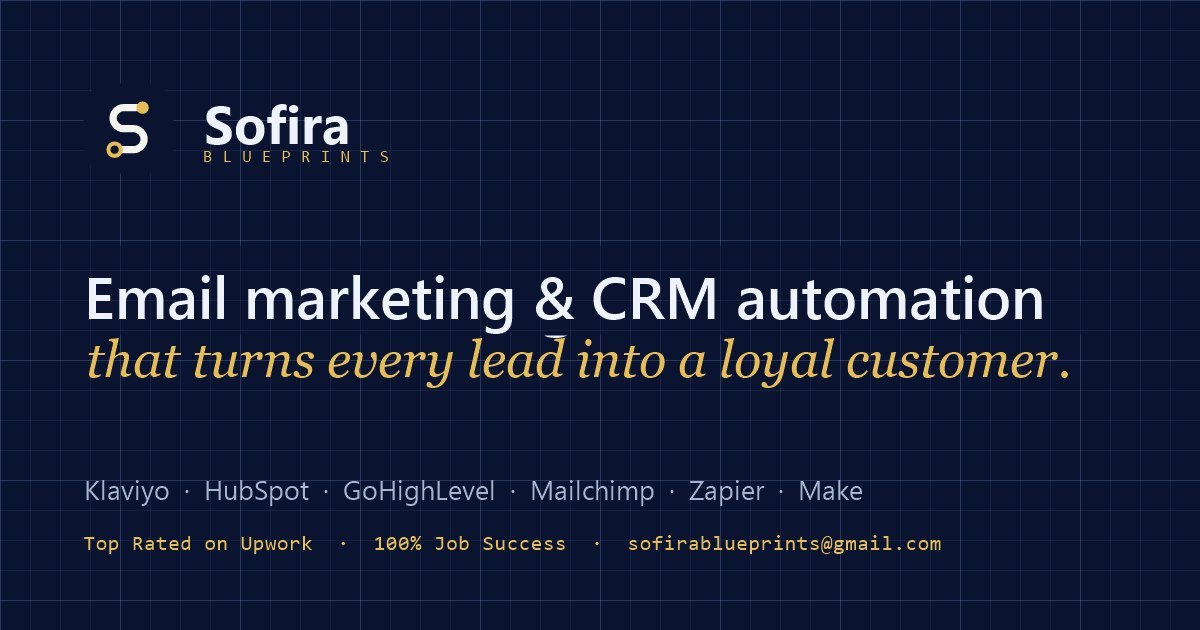 Sofira
BLUEPRINTS
Email marketing & CRM automation
that turns every lead into a loyal customer.
Klaviyo · HubSpot · GoHighLevel · Mailchimp · Zapier · Make
Top Rated on Upwork · 100% Job Success · sofirablueprints@gmail.com